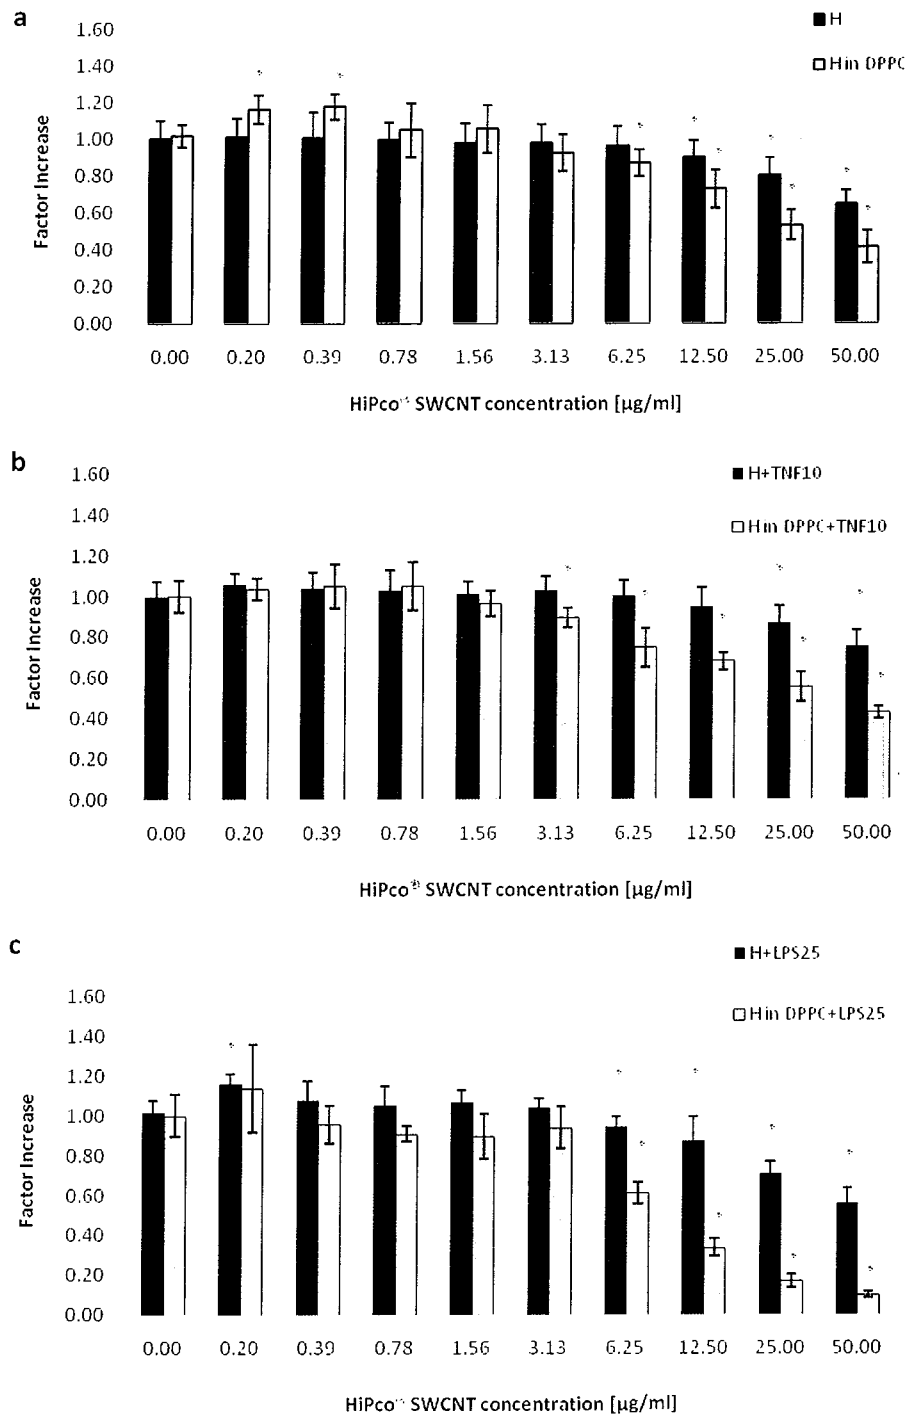 a
1.60
1.40
1.20
1.00
0.80
0.60
0.40
0.20
0.00
Factor Increase
H
H in DPPC
0.00 0.20 0.39 0.78 1.56 3.13 6.25 12.50 25.00 50.00
HiPco® SWCNT concentration [µg/ml]
b
1.60
1.40
1.20
1.00
0.80
0.60
0.40
0.20
0.00
Factor Increase
H+TNF10
H in DPPC+TNF10
0.00 0.20 0.39 0.78 1.56 3.13 6.25 12.50 25.00 50.00
HiPco® SWCNT concentration [µg/ml]
c
1.60
1.40
1.20
1.00
0.80
0.60
0.40
0.20
0.00
Factor Increase
H+LPS25
H in DPPC+LPS25
0.00 0.20 0.39 0.78 1.56 3.13 6.25 12.50 25.00 50.00
HiPco® SWCNT concentration [µg/ml]